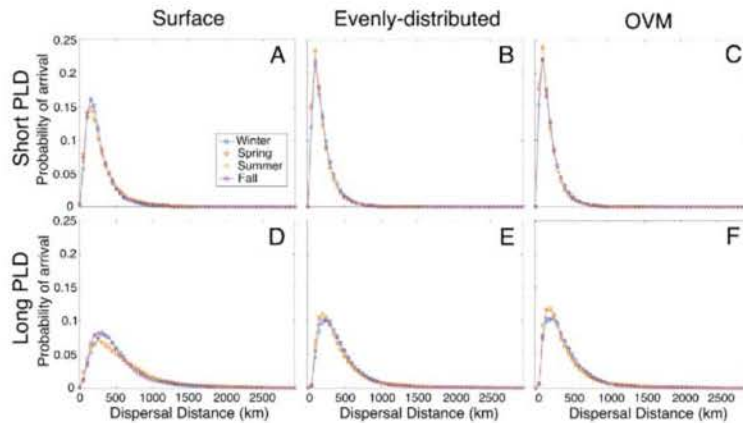 Surface Evenly-distributed OVM
Short PLD
Probability of arrival
0.25
0.2
0.15
0.1
0.05
0
A
Winter
Spring
Summer
Fall
B
C
Long PLD
Probability of arrival
0.25
0.2
0.15
0.1
0.05
0
D
E
F
0 500 1000 1500 2000 2500
0 500 1000 1500 2000 2500
0 500 1000 1500 2000 2500
Dispersal Distance (km)
Dispersal Distance (km)
Dispersal Distance (km)